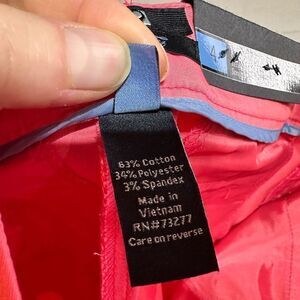 63% Cotton
34% Polyester
3% Spandex
Made in
Vietnam
RN#73277
Care on reverse